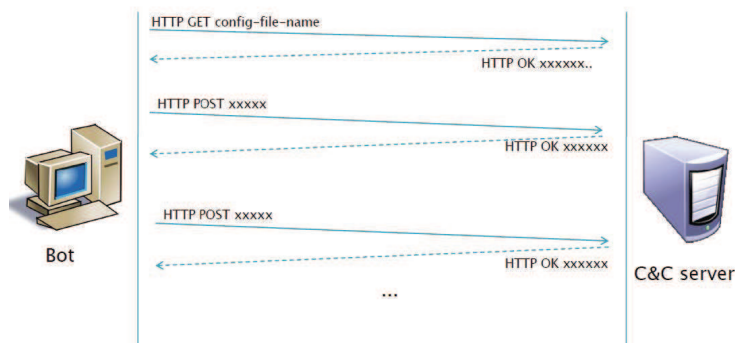 HTTP GET config-file-name
HTTP OK xxxxxx..
HTTP POST xxxxx
HTTP OK xxxxxx
HTTP POST xxxxx
HTTP OK xxxxxx
Bot
C&C server
...